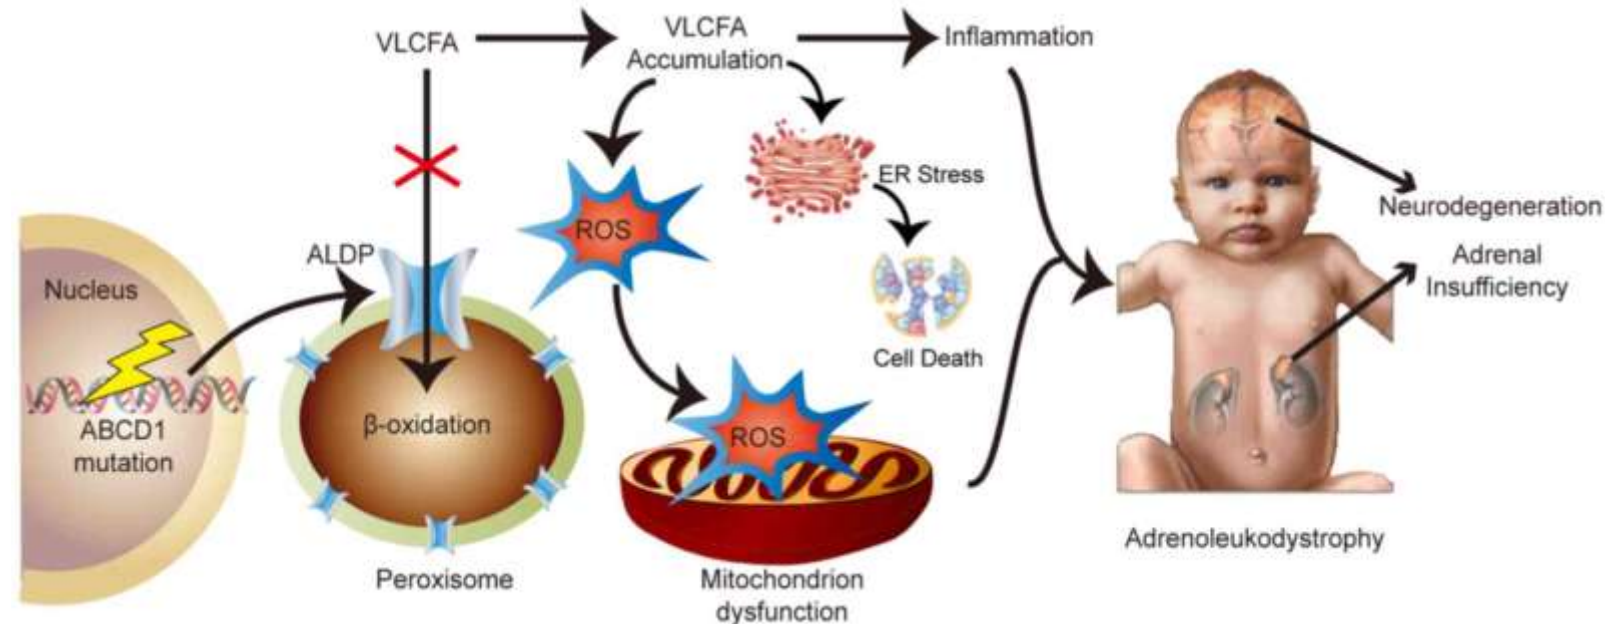 VLCFA
VLCFA
Accumulation
Inflammation
ROS
ER Stress
Cell Death
Neurodegeneration
Adrenal
Insufficiency
ALDP
Nucleus
ABCD1
mutation
β-oxidation
ROS
Peroxisome
Mitochondrion
dysfunction
Adrenoleukodystrophy